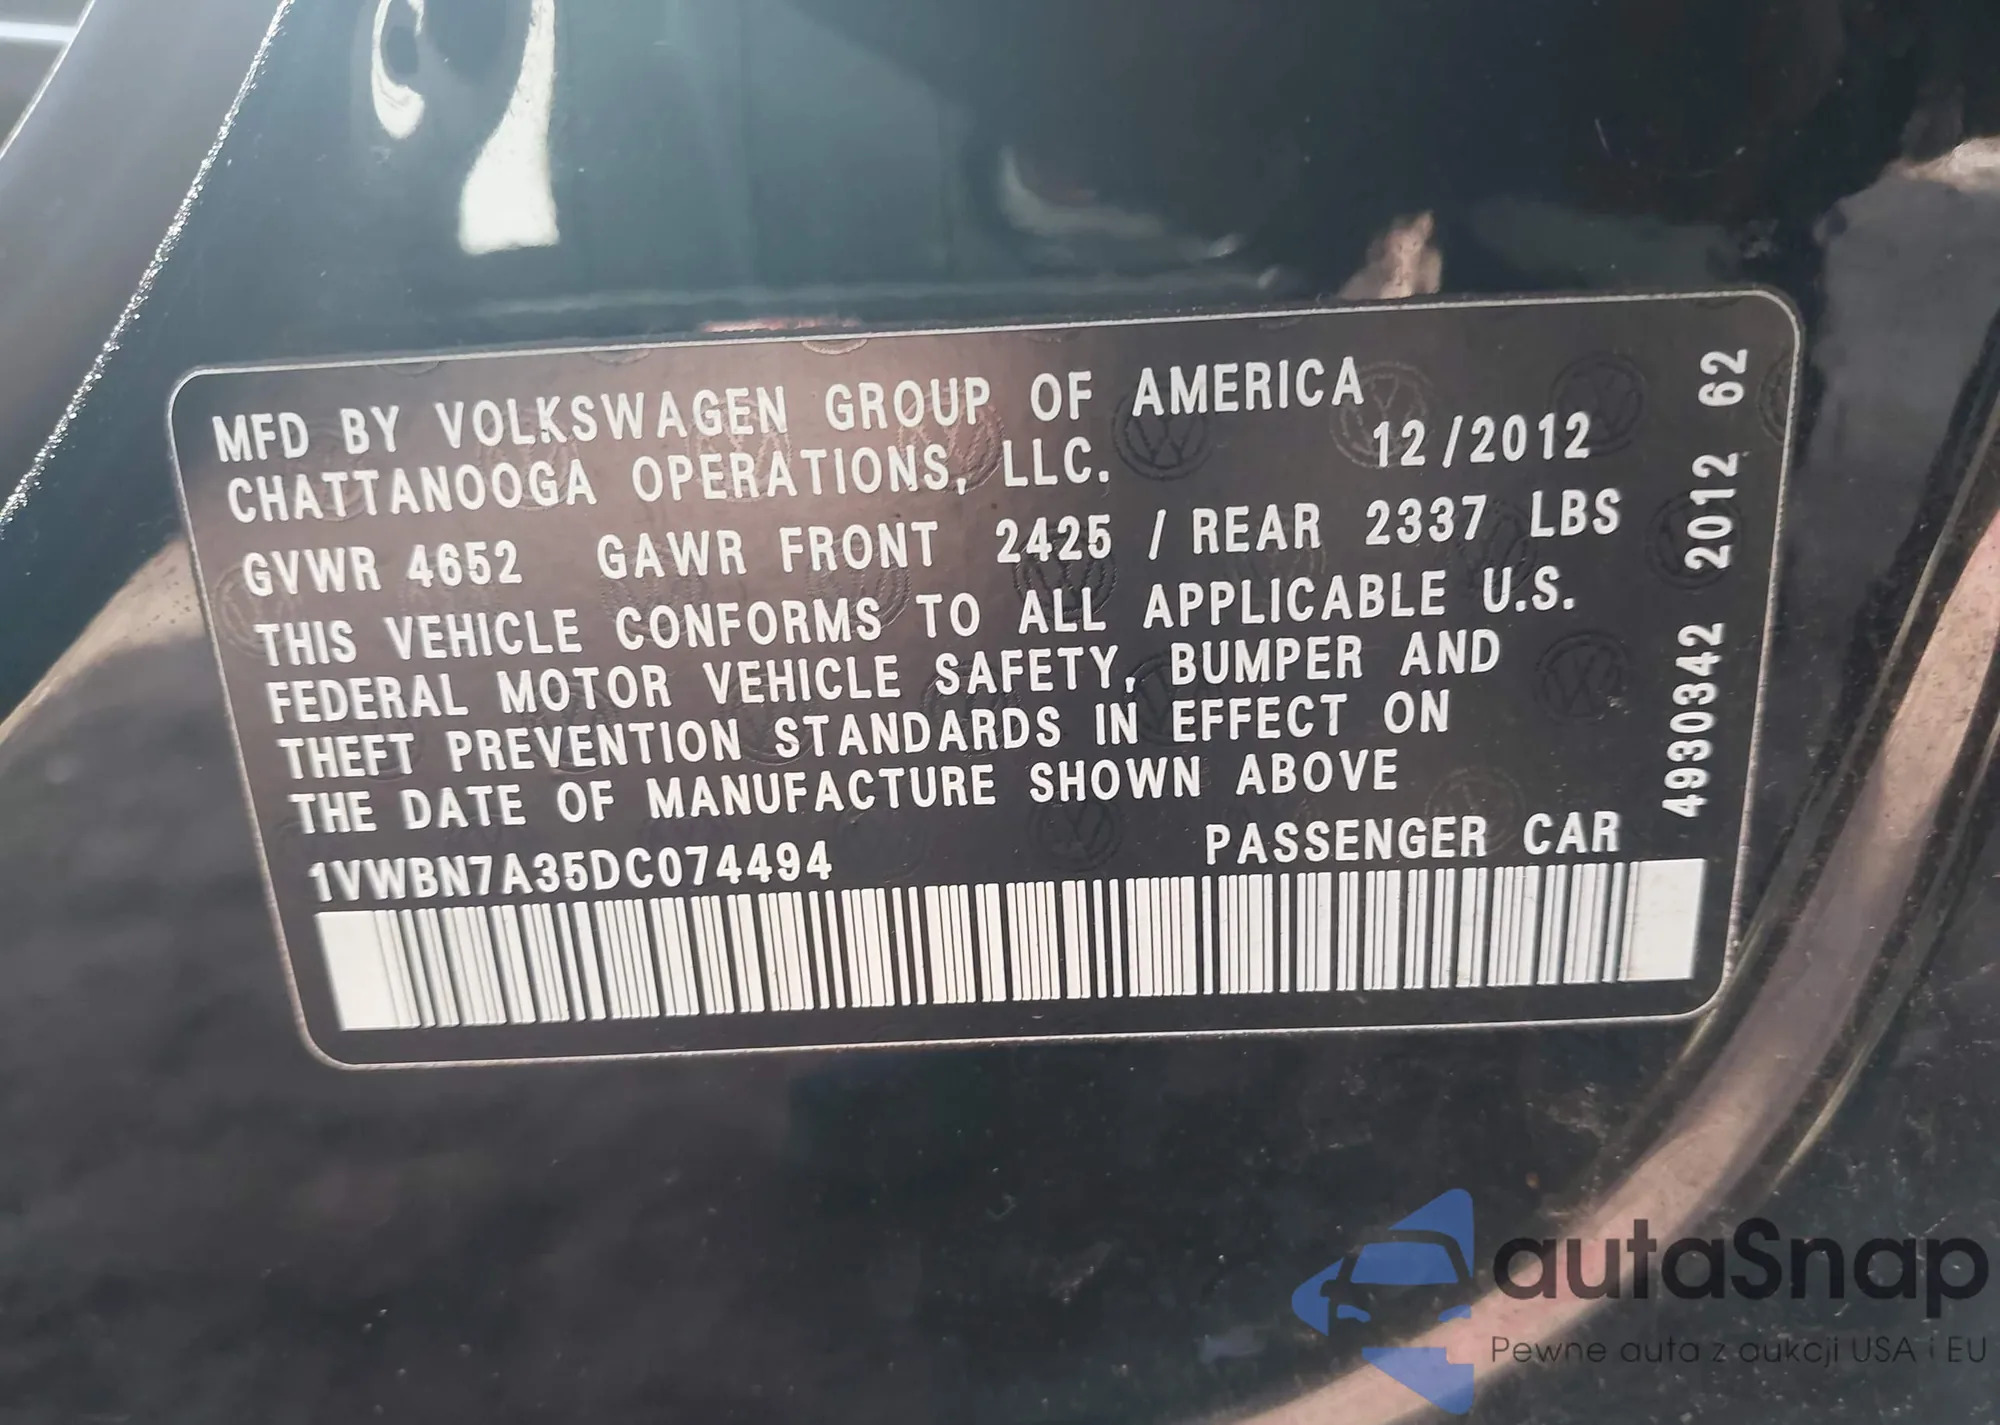 MFD BY VOLKSWAGEN GROUP OF AMERICA
CHATTANOOGA OPERATIONS, LLC. 12/2012
GVWR 4652 GAWR FRONT 2425 / REAR 2337 LBS
THIS VEHICLE CONFORMS TO ALL APPLICABLE U.S.
FEDERAL MOTOR VEHICLE SAFETY, BUMPER AND
THEFT PREVENTION STANDARDS IN EFFECT ON
THE DATE OF MANUFACTURE SHOWN ABOVE
1VWBN7A35DC074494 PASSENGER CAR
4930342 2012 62
autaSnap
Pewne auta z aukcji USA i EU